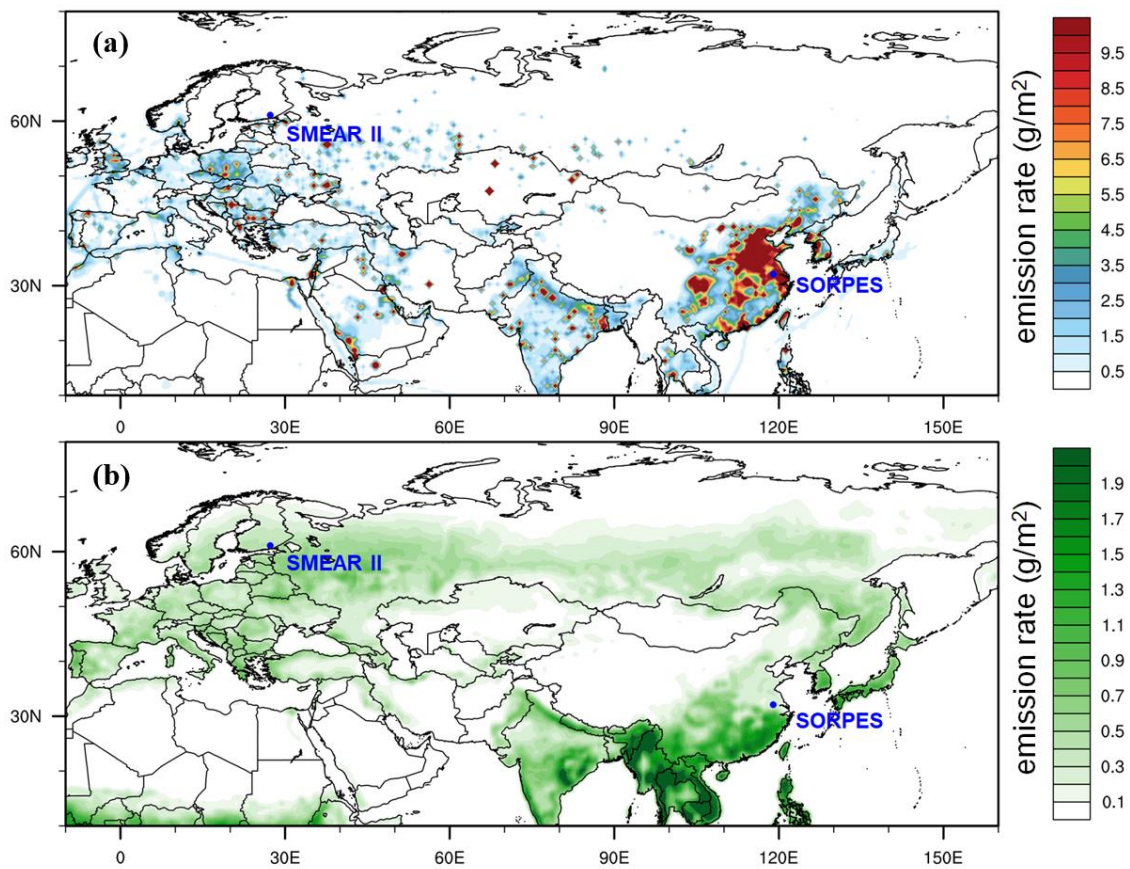 (a)
SMEAR II
SORPES
60N
30N
0
30E
60E
90E
120E
150E
emission rate (g/m²)
9.5
8.5
7.5
6.5
5.5
4.5
3.5
2.5
1.5
0.5
(b)
SMEAR II
SORPES
60N
30N
0
30E
60E
90E
120E
150E
emission rate (g/m²)
1.9
1.7
1.5
1.3
1.1
0.9
0.7
0.5
0.3
0.1